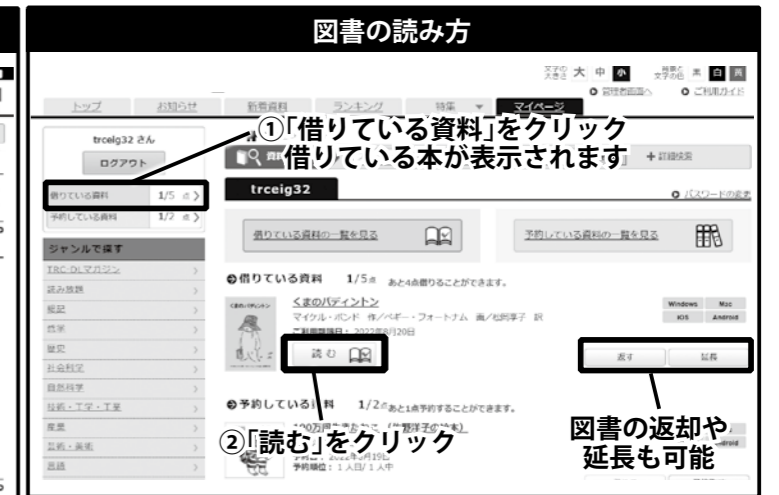 図書の読み方
文字の大きさ 大 中 小
文字の色 黒 白 黄
管理者画面へ ご利用ガイド
トップ お知らせ 新着資料 ランキング 特集 マイページ
①「借りている資料」をクリック
借りている本が表示されます
trceig32 さん
ログアウト
借りている資料 1/5 点
予約している資料 1/2 点
詳細検索
trceig32
パスワードの変更
借りている資料の一覧を見る
予約している資料の一覧を見る
ジャンルで探す
TRC-DLマガジン
読み放題
総記
哲学
歴史
社会科学
自然科学
技術・工学・工業
産業
芸術・美術
言語
借りている資料 1/5点 あと4点借りることができます。
くまのパディントン
マイケル・ボンド 作/ペギー・フォートナム 画/松岡享子 訳
ご利用期限日: 2022年8月20日
Windows Mac
iOS Android
読む
返す 延長
予約している資料 1/2点 あと1点予約することができます。
②「読む」をクリック
図書の返却や
延長も可能
予約順位: 1人目/1人中